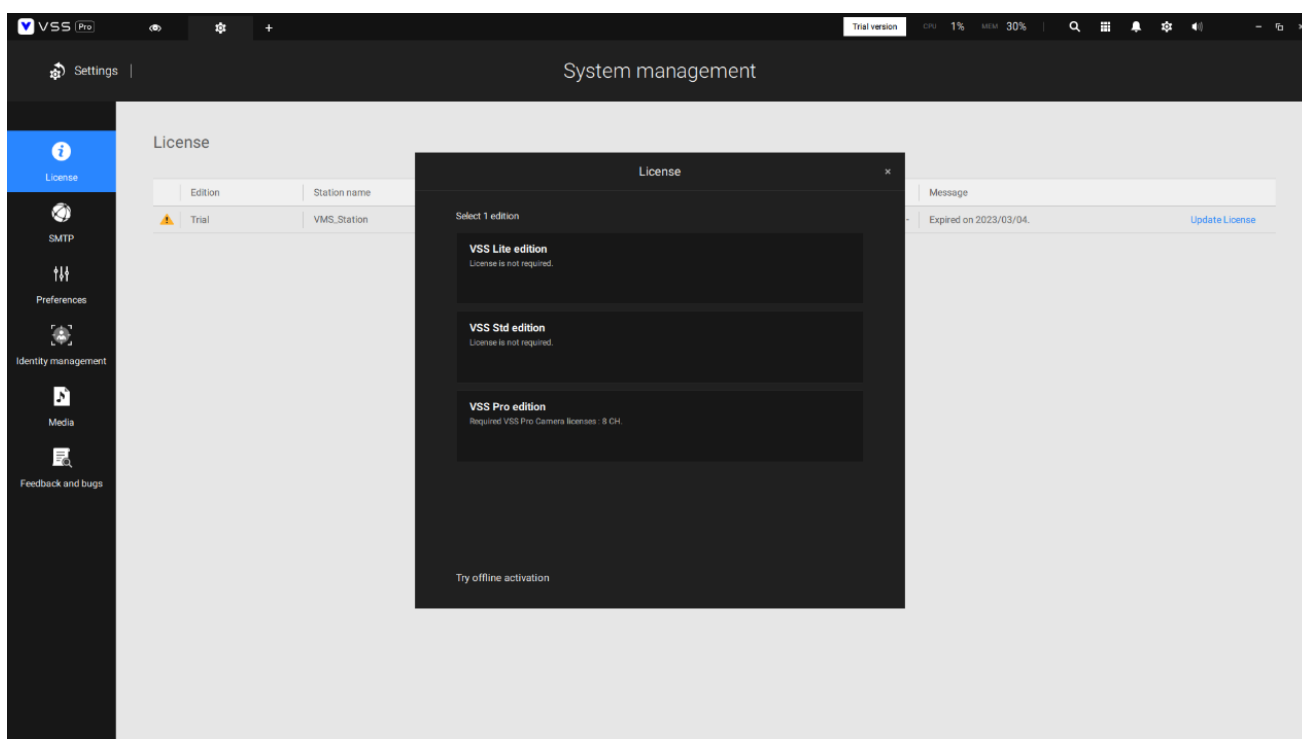 VSS Pro
+
Trial version
CPU 1% MEM 30%
Settings
System management
License
SMTP
Preferences
Identity management
Media
Feedback and bugs
License
Edition Station name Message
Trial VMS_Station - Expired on 2023/03/04. Update License
License
×
Select 1 edition
VSS Lite edition
License is not required.
VSS Std edition
License is not required.
VSS Pro edition
Required VSS Pro Camera licenses : 8 CH.
Try offline activation